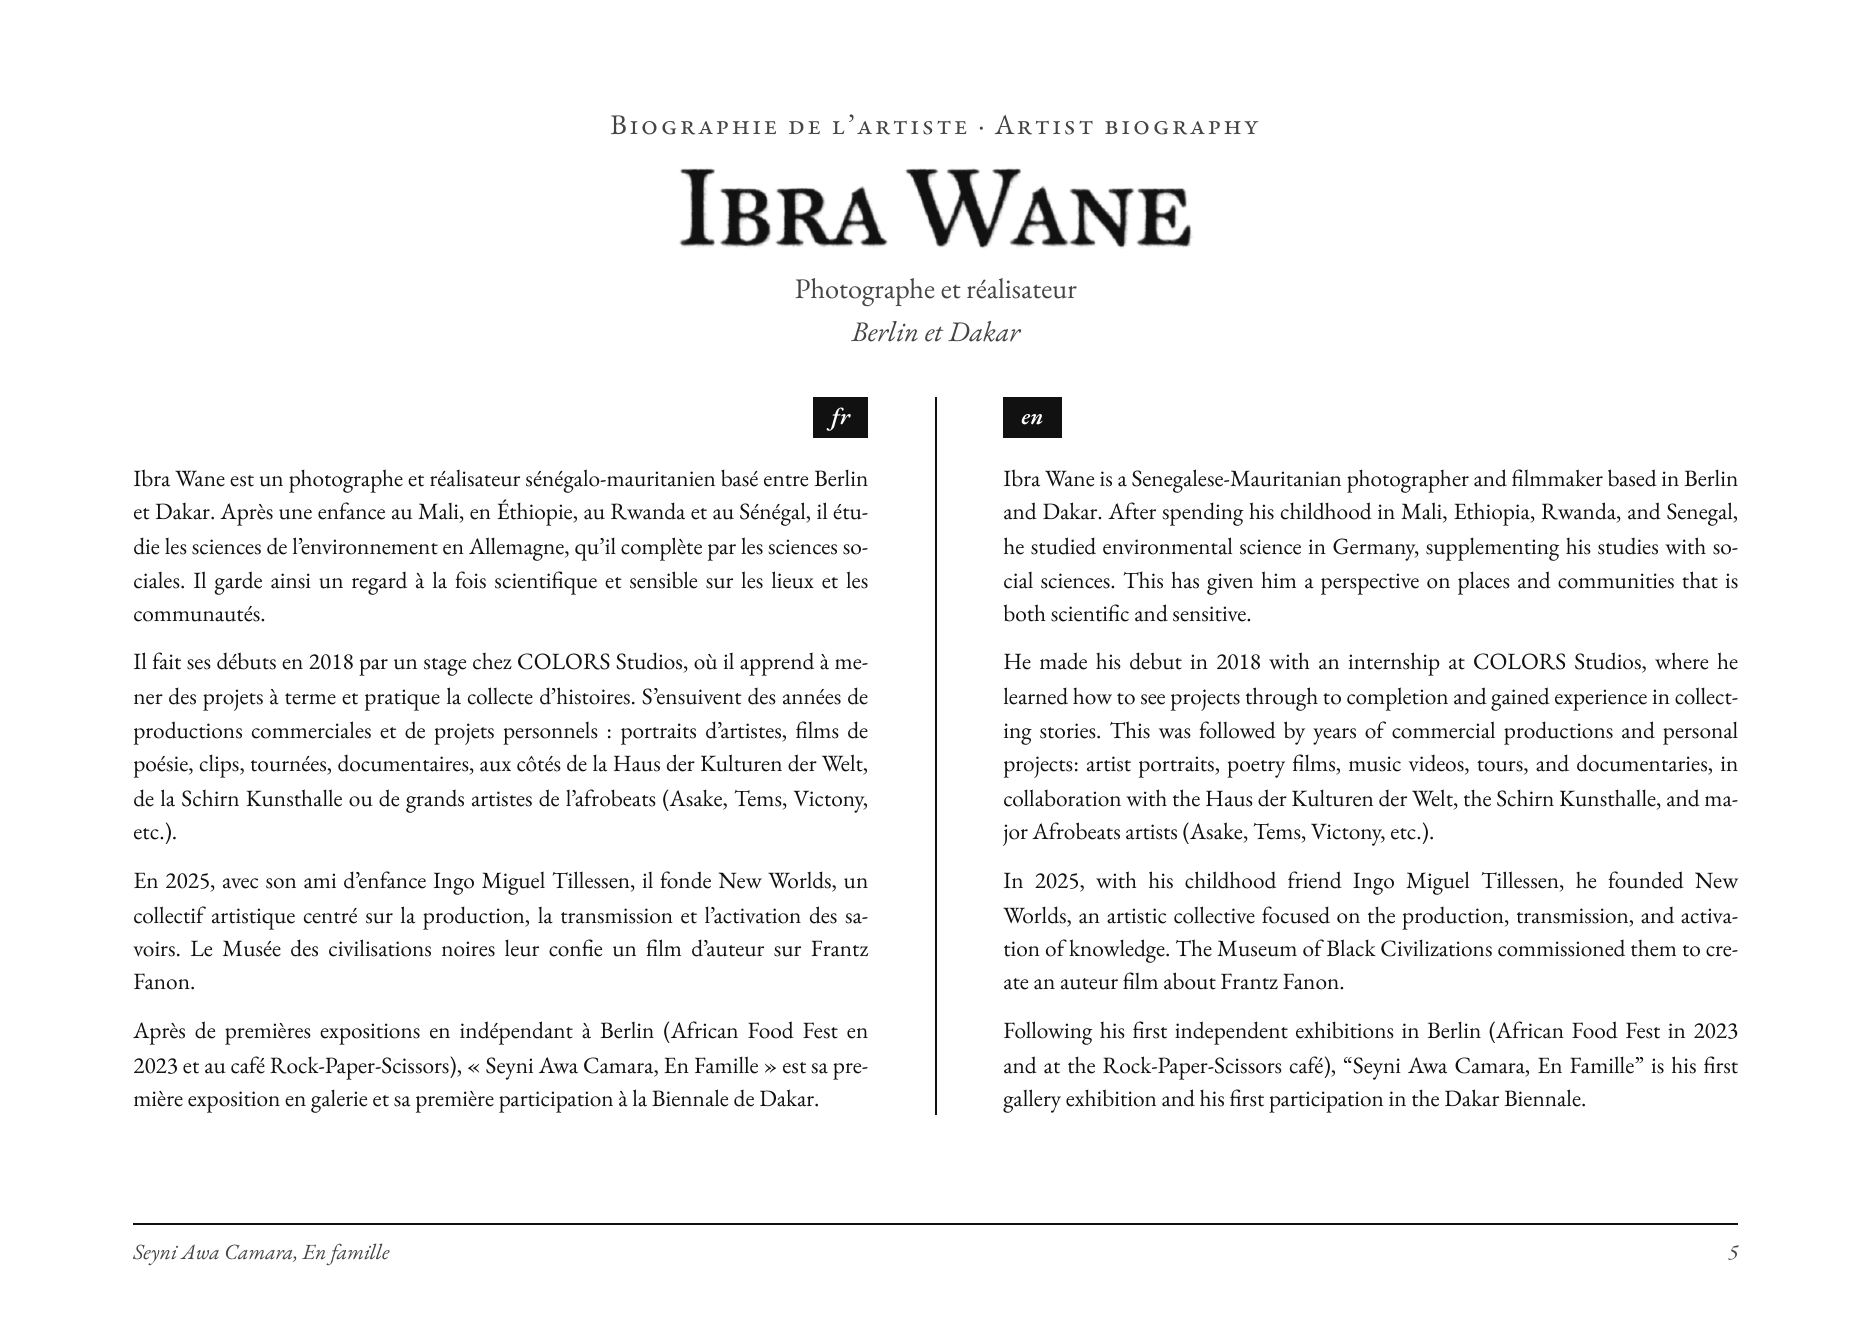 Biographie de l’artiste · Artist biography
Ibra Wane
Photographe et réalisateur
Berlin et Dakar
fr
Ibra Wane est un photographe et réalisateur sénégalo-mauritanien basé entre Berlin
et Dakar. Après une enfance au Mali, en Éthiopie, au Rwanda et au Sénégal, il étu-
die les sciences de l’environnement en Allemagne, qu’il complète par les sciences so-
ciales. Il garde ainsi un regard à la fois scientifique et sensible sur les lieux et les
communautés.
Il fait ses débuts en 2018 par un stage chez COLORS Studios, où il apprend à me-
ner des projets à terme et pratique la collecte d’histoires. S’ensuivent des années de
productions commerciales et de projets personnels : portraits d’artistes, films de
poésie, clips, tournées, documentaires, aux côtés de la Haus der Kulturen der Welt,
de la Schirn Kunsthalle ou de grands artistes de l’afrobeats (Asake, Tems, Victony,
etc.).
En 2025, avec son ami d’enfance Ingo Miguel Tillessen, il fonde New Worlds, un
collectif artistique centré sur la production, la transmission et l’activation des sa-
voirs. Le Musée des civilisations noires leur confie un film d’auteur sur Frantz
Fanon.
Après de premières expositions en indépendant à Berlin (African Food Fest en
2023 et au café Rock-Paper-Scissors), « Seyni Awa Camara, En Famille » est sa pre-
mière exposition en galerie et sa première participation à la Biennale de Dakar.
en
Ibra Wane is a Senegalese-Mauritanian photographer and filmmaker based in Berlin
and Dakar. After spending his childhood in Mali, Ethiopia, Rwanda, and Senegal,
he studied environmental science in Germany, supplementing his studies with so-
cial sciences. This has given him a perspective on places and communities that is
both scientific and sensitive.
He made his debut in 2018 with an internship at COLORS Studios, where he
learned how to see projects through to completion and gained experience in collect-
ing stories. This was followed by years of commercial productions and personal
projects: artist portraits, poetry films, music videos, tours, and documentaries, in
collaboration with the Haus der Kulturen der Welt, the Schirn Kunsthalle, and ma-
jor Afrobeats artists (Asake, Tems, Victony, etc.).
In 2025, with his childhood friend Ingo Miguel Tillessen, he founded New
Worlds, an artistic collective focused on the production, transmission, and activa-
tion of knowledge. The Museum of Black Civilizations commissioned them to cre-
ate an auteur film about Frantz Fanon.
Following his first independent exhibitions in Berlin (African Food Fest in 2023
and at the Rock-Paper-Scissors café), “Seyni Awa Camara, En Famille” is his first
gallery exhibition and his first participation in the Dakar Biennale.
Seyni Awa Camara, En famille
5